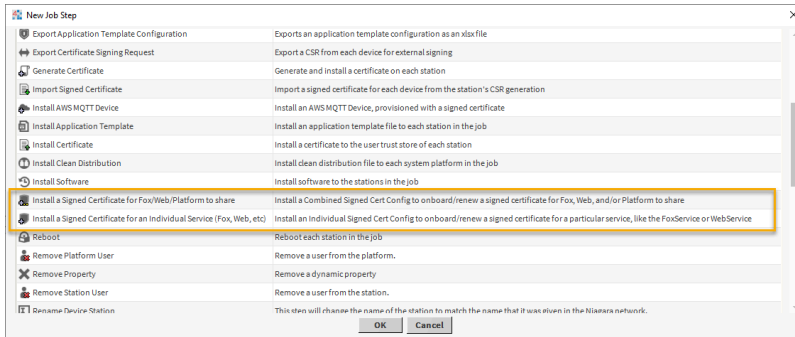 New Job Step
Export Application Template Configuration Exports an application template configuration as an xlsx file
Export Certificate Signing Request Export a CSR from each device for external signing
Generate Certificate Generate and install a certificate on each station
Import Signed Certificate Import a signed certificate for each device from the station's CSR generation
Install AWS MQTT Device Install an AWS MQTT Device, provisioned with a signed certificate
Install Application Template Install an application template file to each station in the job
Install Certificate Install a certificate to the user trust store of each station
Install Clean Distribution Install clean distribution file to each system platform in the job
Install Software Install software to the stations in the job
Install a Signed Certificate for Fox/Web/Platform to share Install a Combined Signed Cert Config to onboard/renew a signed certificate for Fox, Web, and/or Platform to share
Install a Signed Certificate for an Individual Service (Fox, Web, etc) Install an Individual Signed Cert Config to onboard/renew a signed certificate for a particular service, like the FoxService or WebService
Reboot Reboot each station in the job
Remove Platform User Remove a user from the platform.
Remove Property Remove a dynamic property
Remove Station User Remove a user from the station.
Rename Device Station This step will change the name of the station to match the name that it was given in the Niagara network.
OK Cancel